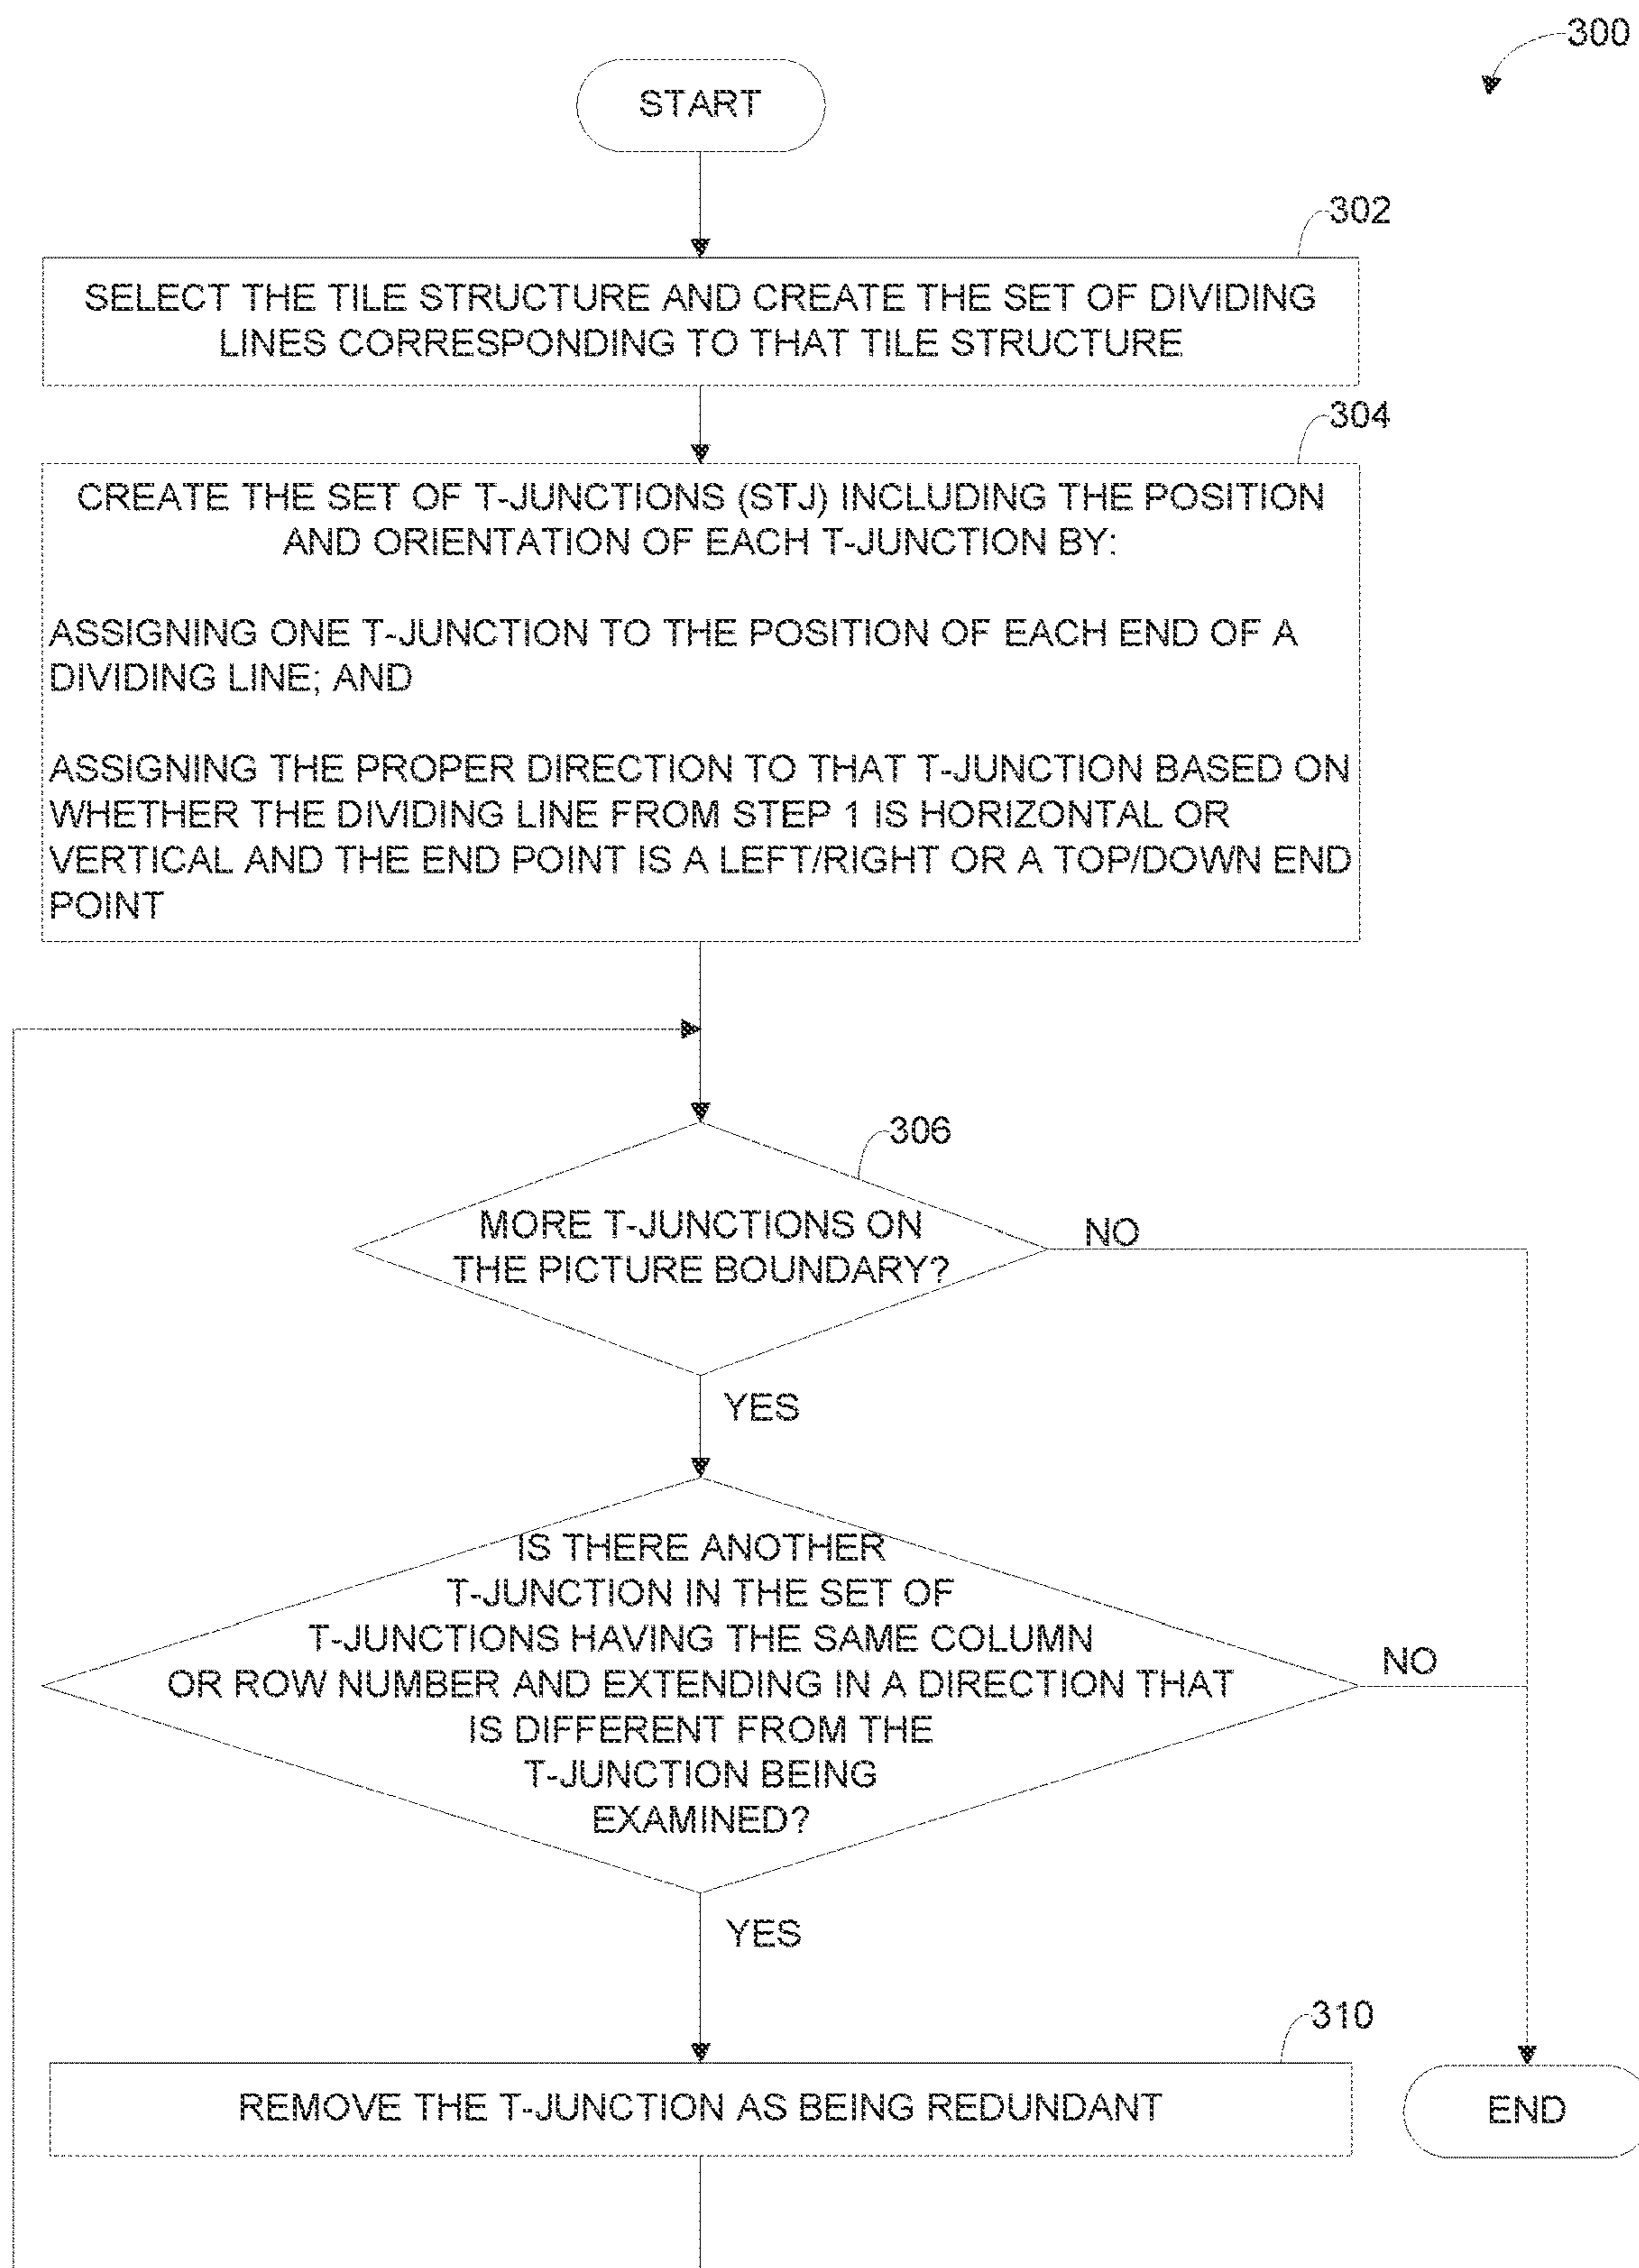 300
START
302
SELECT THE TILE STRUCTURE AND CREATE THE SET OF DIVIDING
LINES CORRESPONDING TO THAT TILE STRUCTURE
304
CREATE THE SET OF T-JUNCTIONS (STJ) INCLUDING THE POSITION
AND ORIENTATION OF EACH T-JUNCTION BY:
ASSIGNING ONE T-JUNCTION TO THE POSITION OF EACH END OF A
DIVIDING LINE; AND
ASSIGNING THE PROPER DIRECTION TO THAT T-JUNCTION BASED ON
WHETHER THE DIVIDING LINE FROM STEP 1 IS HORIZONTAL OR
VERTICAL AND THE END POINT IS A LEFT/RIGHT OR A TOP/DOWN END
POINT
306
MORE T-JUNCTIONS ON
THE PICTURE BOUNDARY?
NO
YES
IS THERE ANOTHER
T-JUNCTION IN THE SET OF
T-JUNCTIONS HAVING THE SAME COLUMN
OR ROW NUMBER AND EXTENDING IN A DIRECTION THAT
IS DIFFERENT FROM THE
T-JUNCTION BEING
EXAMINED?
NO
YES
310
REMOVE THE T-JUNCTION AS BEING REDUNDANT
END